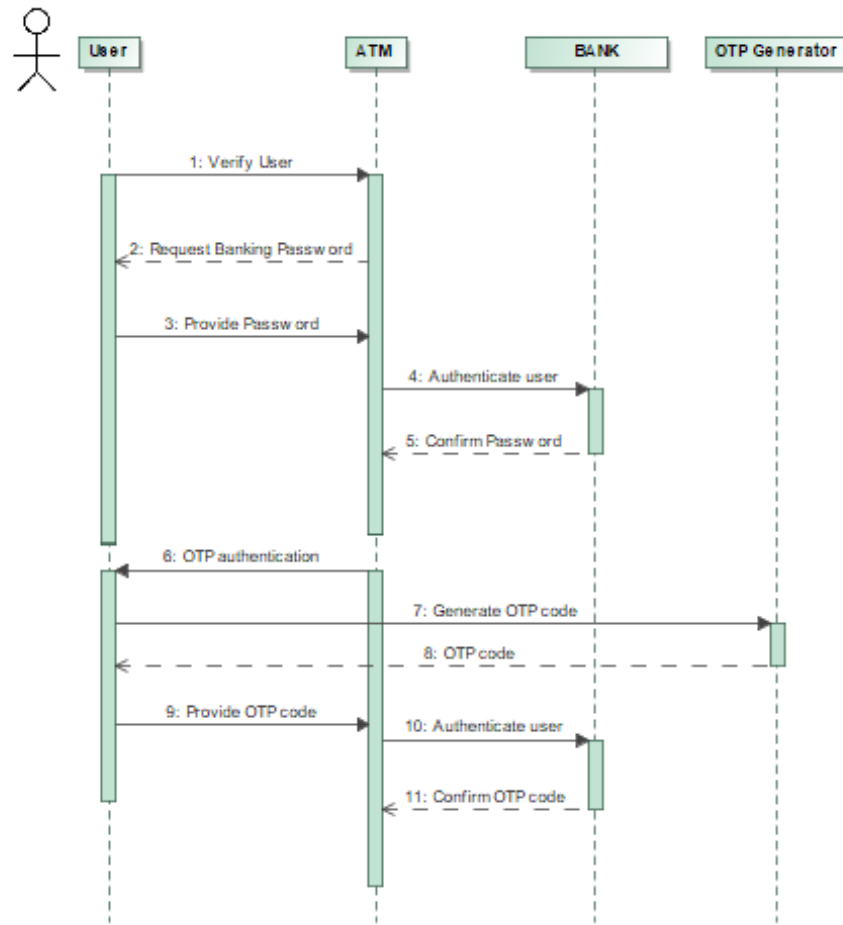 User
ATM
BANK
OTP Generator
1: Verify User
2: Request Banking Password
3: Provide Password
4: Authenticate user
5: Confirm Password
6: OTP authentication
7: Generate OTP code
8: OTP code
9: Provide OTP code
10: Authenticate user
11: Confirm OTP code